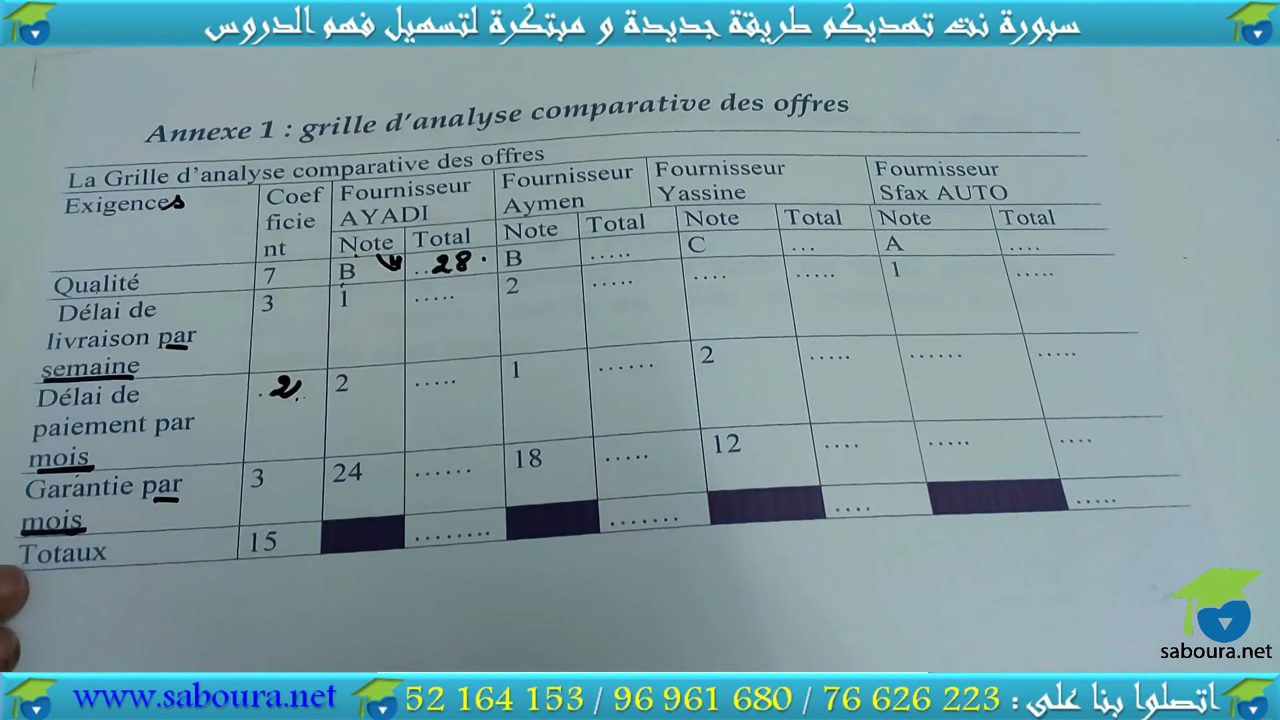 سبورة نت تهديكم طريقة جديدة و مبتكرة لتسهيل فهم الدروس
Annexe 1 : grille d'analyse comparative des offres
La Grille d'analyse comparative des offres
Exigences Coef ficie nt Fournisseur AYADI Fournisseur Aymen Fournisseur Yassine Fournisseur Sfax AUTO
Note Total Note Total Note Total Note Total
Qualité 7 B ..28. B ..... C ... A ....
Délai de livraison par semaine 3 1 ..... 2 ..... .... ..... 1 .....
Délai de paiement par mois .2. 2 ..... 1 ...... 2 ..... ...... .....
Garantie par mois 3 24 ...... 18 ..... 12 .... ..... ....
Totaux 15 ........ ....... .... .....
saboura.net
www.saboura.net
اتصلوا بنا على : 52 164 153 / 96 961 680 / 76 626 223